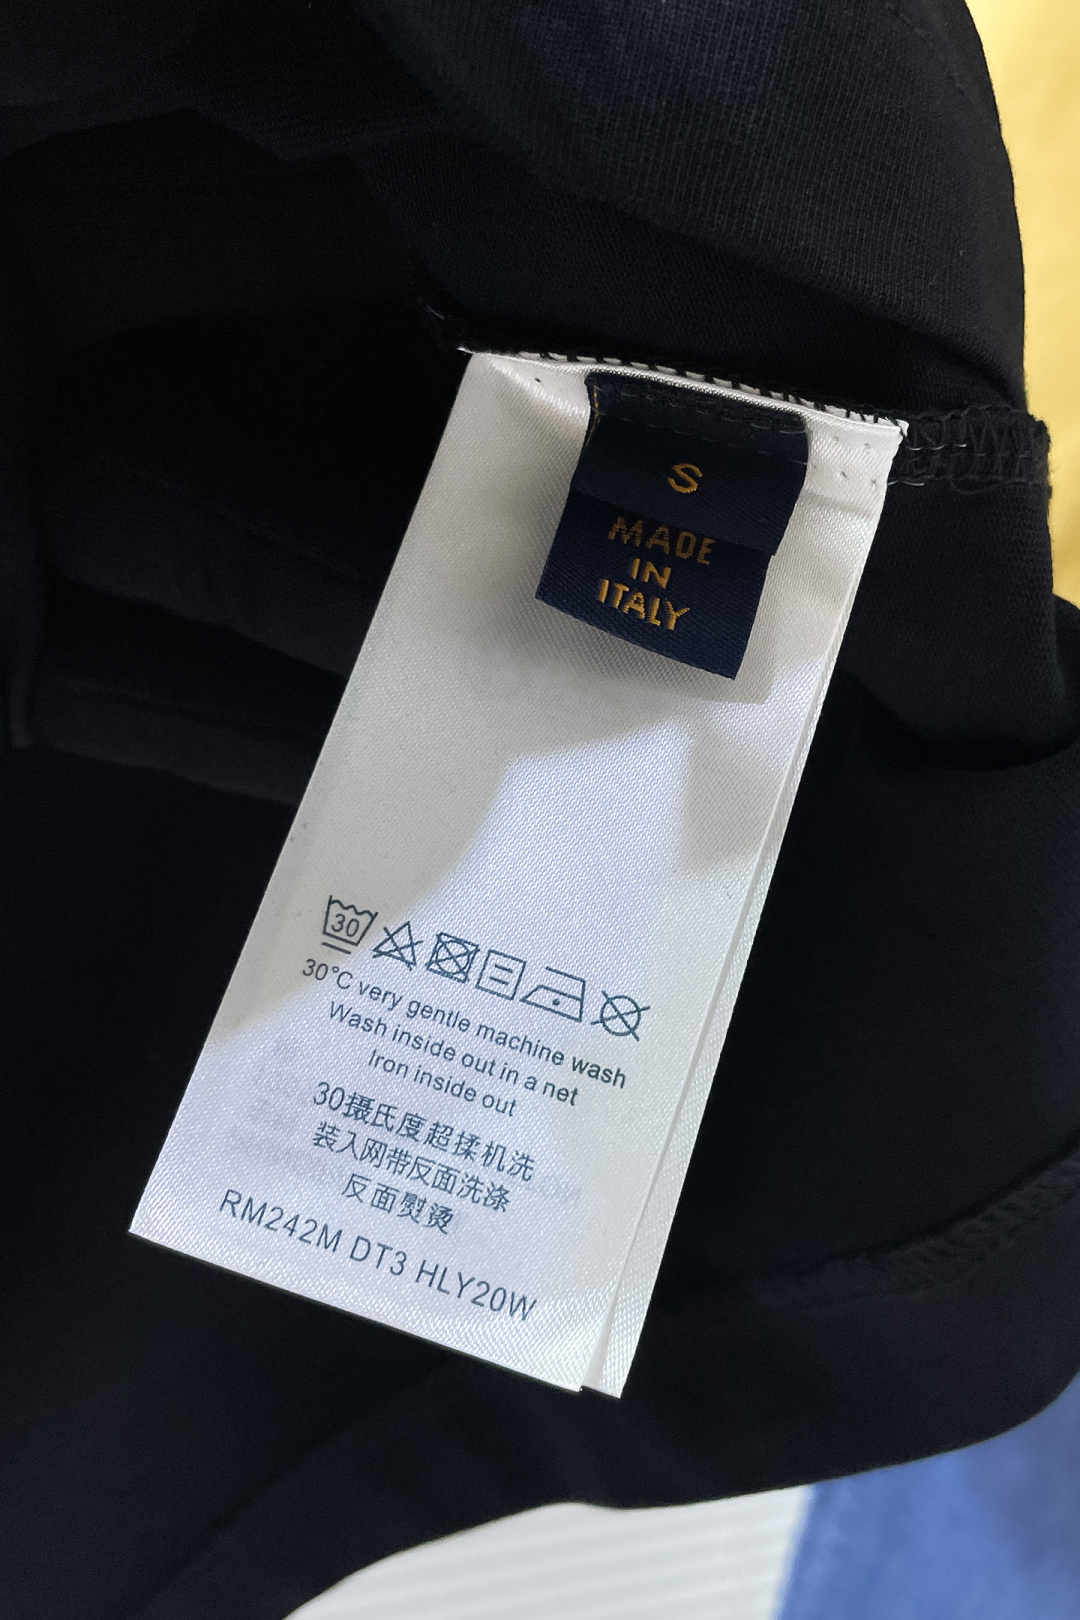 S
MADE
IN
ITALY
30
30°C very gentle machine wash
Wash inside out in a net
Iron inside out
30摄氏度超揉机洗
装入网带反面洗涤
反面熨烫
RM242M DT3 HLY20W